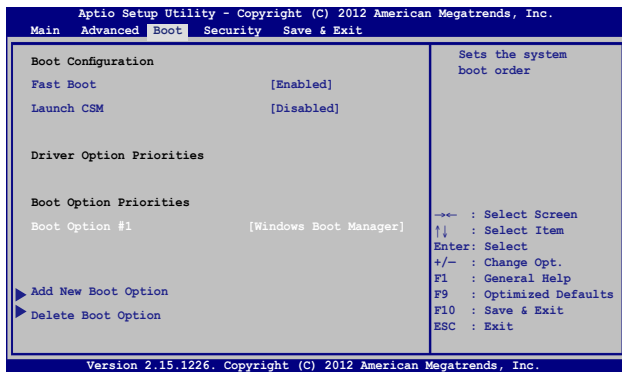 Aptio Setup Utility - Copyright (C) 2012 American Megatrends, Inc.
Main Advanced Boot Security Save & Exit
Boot Configuration
Fast Boot [Enabled]
Launch CSM [Disabled]
Driver Option Priorities
Boot Option Priorities
Boot Option #1 [Windows Boot Manager]
Add New Boot Option
Delete Boot Option
Sets the system
boot order
→← : Select Screen
↑↓ : Select Item
Enter: Select
+/— : Change Opt.
F1 : General Help
F9 : Optimized Defaults
F10 : Save & Exit
ESC : Exit
Version 2.15.1226. Copyright (C) 2012 American Megatrends, Inc.